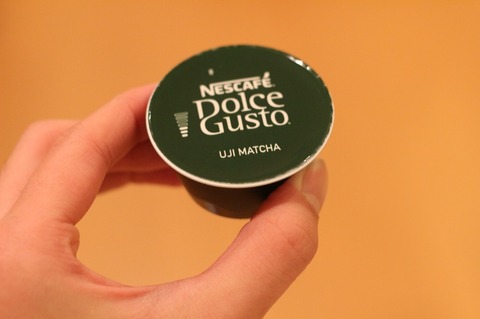 NESCAFÉ
Dolce
Gusto
UJI MATCHA